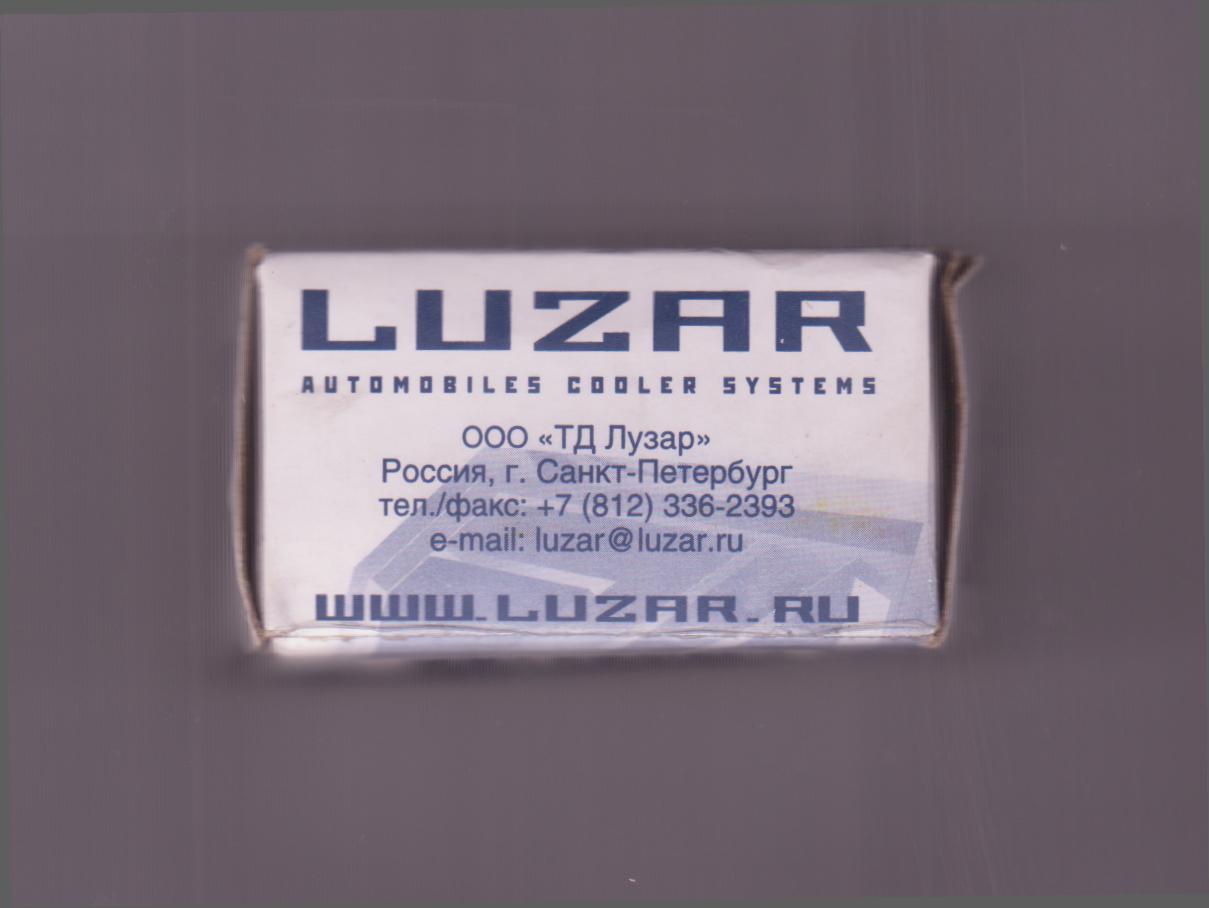 LUZAR
AUTOMOBILES COOLER SYSTEMS
ООО «ТД Лузар»
Россия, г. Санкт-Петербург
тел./факс: +7 (812) 336-2393
e-mail: luzar@luzar.ru
WWW.LUZAR.RU